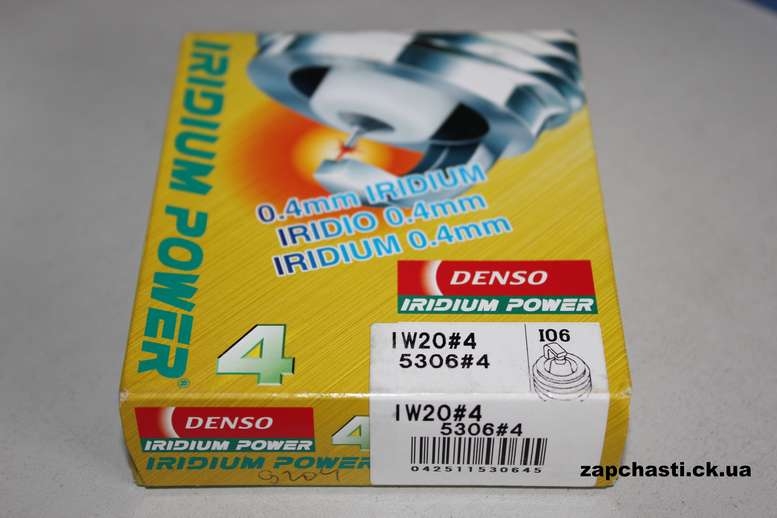 IRIDIUM POWER
0.4mm IRIDIUM
IRIDIO 0.4mm
IRIDIUM 0.4mm
DENSO
IRIDIUM POWER
4
IW20#4
5306#4
I06
DENSO
IRIDIUM POWER
4
IRIDIUM POWER
IW20#4
5306#4
042511530645
zapchasti.ck.ua